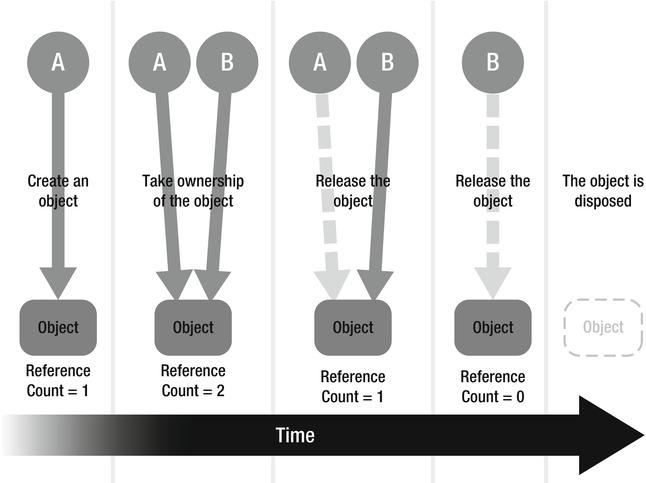 A
Create an
object
Object
Reference
Count = 1
A B
Take ownership
of the object
Object
Reference
Count = 2
A B
Release the
object
Object
Reference
Count = 1
B
Release the
object
Object
Reference
Count = 0
The object is
disposed
Object
Time